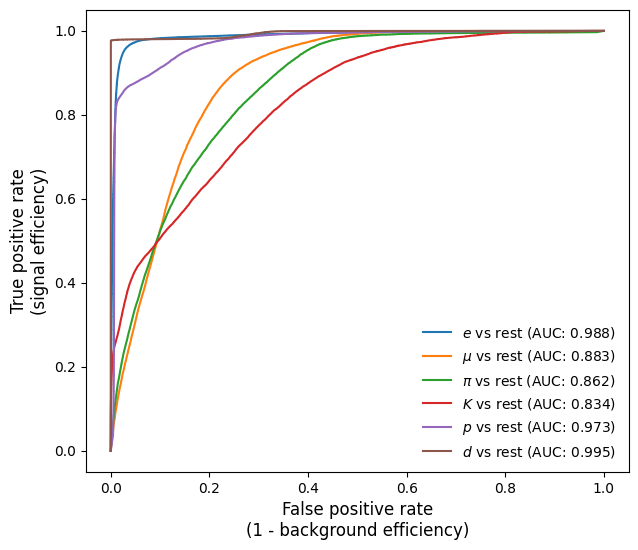 True positive rate
(signal efficiency)
1.0
0.8
0.6
0.4
0.2
0.0
e vs rest (AUC: 0.988)
μ vs rest (AUC: 0.883)
π vs rest (AUC: 0.862)
K vs rest (AUC: 0.834)
p vs rest (AUC: 0.973)
d vs rest (AUC: 0.995)
0.0 0.2 0.4 0.6 0.8 1.0
False positive rate
(1 - background efficiency)